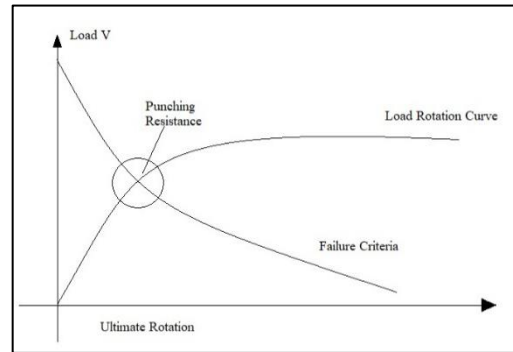 Load V
Punching
Resistance
Load Rotation Curve
Failure Criteria
Ultimate Rotation